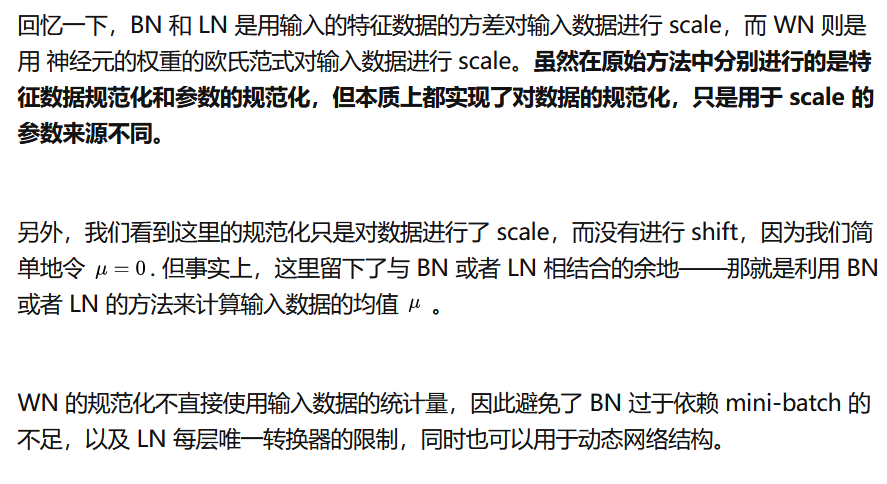 回忆一下，BN 和 LN 是用输入的特征数据的方差对输入数据进行 scale，而 WN 则是
用 神经元的权重的欧氏范式对输入数据进行 scale。虽然在原始方法中分别进行的是特
征数据规范化和参数的规范化，但本质上都实现了对数据的规范化，只是用于 scale 的
参数来源不同。
另外，我们看到这里的规范化只是对数据进行了 scale，而没有进行 shift，因为我们简
单地令 μ = 0 . 但事实上，这里留下了与 BN 或者 LN 相结合的余地——那就是利用 BN
或者 LN 的方法来计算输入数据的均值 μ 。
WN 的规范化不直接使用输入数据的统计量，因此避免了 BN 过于依赖 mini-batch 的
不足，以及 LN 每层唯一转换器的限制，同时也可以用于动态网络结构。